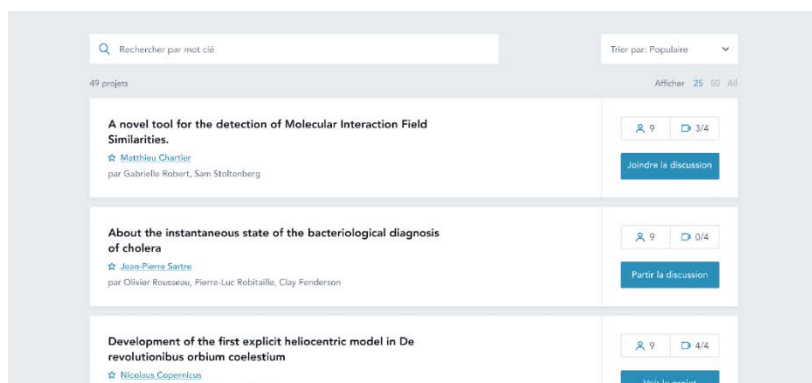 Rechercher par mot clé
Trier par: Populaire
49 projets
Afficher 25 50 All
A novel tool for the detection of Molecular Interaction Field
Similarities.
Matthieu Chartier
par Gabrielle Robert, Sam Stoltenberg
9 3/4
Joindre la discussion
About the instantaneous state of the bacteriological diagnosis
of cholera
Jean-Pierre Sartre
par Olivier Rousseau, Pierre-Luc Robitaille, Clay Fonderson
9 0/4
Partir la discussion
Development of the first explicit heliocentric model in De
revolutionibus orbium coelestium
Nicolaus Copernicus
9 4/4
Voir le projet